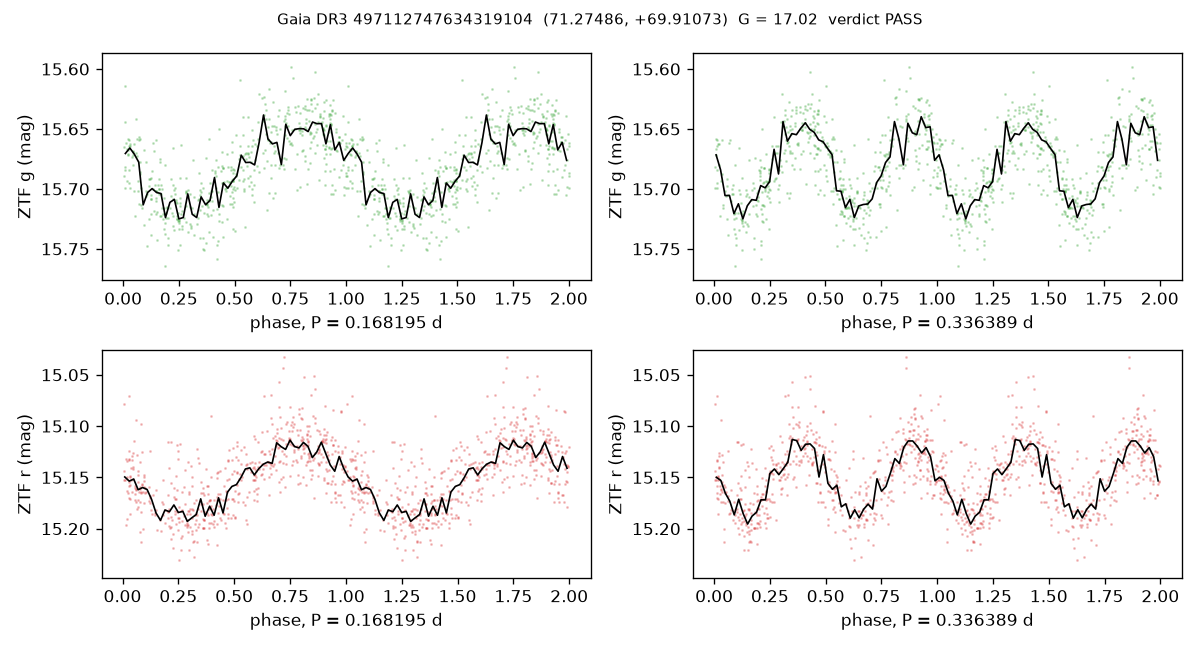 Gaia DR3 497112747634319104 (71.27486, +69.91073) G = 17.02 verdict PASS
ZTF g (mag)
15.60
15.65
15.70
15.75
0.00 0.25 0.50 0.75 1.00 1.25 1.50 1.75 2.00
phase, P = 0.168195 d
ZTF g (mag)
15.60
15.65
15.70
15.75
0.00 0.25 0.50 0.75 1.00 1.25 1.50 1.75 2.00
phase, P = 0.336389 d
ZTF r (mag)
15.05
15.10
15.15
15.20
0.00 0.25 0.50 0.75 1.00 1.25 1.50 1.75 2.00
phase, P = 0.168195 d
ZTF r (mag)
15.05
15.10
15.15
15.20
0.00 0.25 0.50 0.75 1.00 1.25 1.50 1.75 2.00
phase, P = 0.336389 d